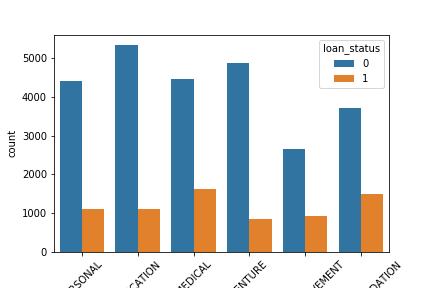 loan_status
0
1
5000
4000
3000
2000
1000
0
count
RSONAL
CATION
MEDICAL
ENTURE
VEMENT
DATION